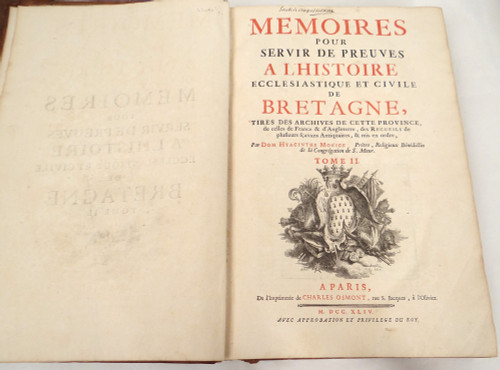 MEMOIRES
POUR
SERVIR DE PREUVES
A LHISTOIRE
ECCLESIASTIQUE ET CIVILE
DE
BRETAGNE,
TIRÉS DES ARCHIVES DE CETTE PROVINCE,
de celles de France & d'Angleterre, des RECUEILS de
plusieurs sçavans Antiquaires, & mis en ordre,
Par DOM HYACINTHE MORICE, Prêtre, Religieux Bénédictin
de la Congrégation de S. Maur.
TOME II.
A PARIS,
De l'Imprimerie de CHARLES OSMONT, rue S. Jacques, à l'Olivier.
M. DCC. XLIV.
AVEC APPROBATION ET PRIVILEGE DU ROY.